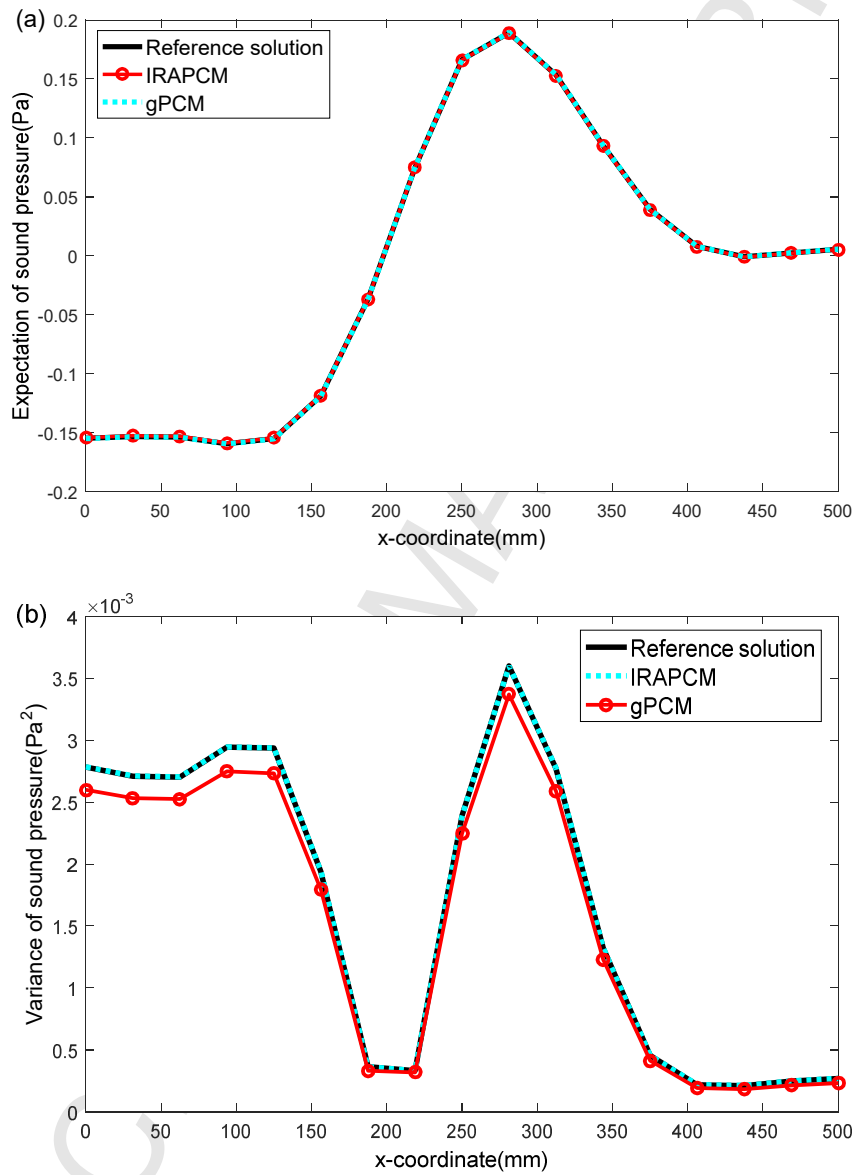 (a)
0.2
0.15
0.1
0.05
0
-0.05
-0.1
-0.15
-0.2
Expectation of sound pressure(Pa)
Reference solution
IRAPCM
gPCM
0 50 100 150 200 250 300 350 400 450 500
x-coordinate(mm)
(b)
×10⁻³
4
3.5
3
2.5
2
1.5
1
0.5
0
Variance of sound pressure(Pa²)
Reference solution
IRAPCM
gPCM
0 50 100 150 200 250 300 350 400 450 500
x-coordinate(mm)